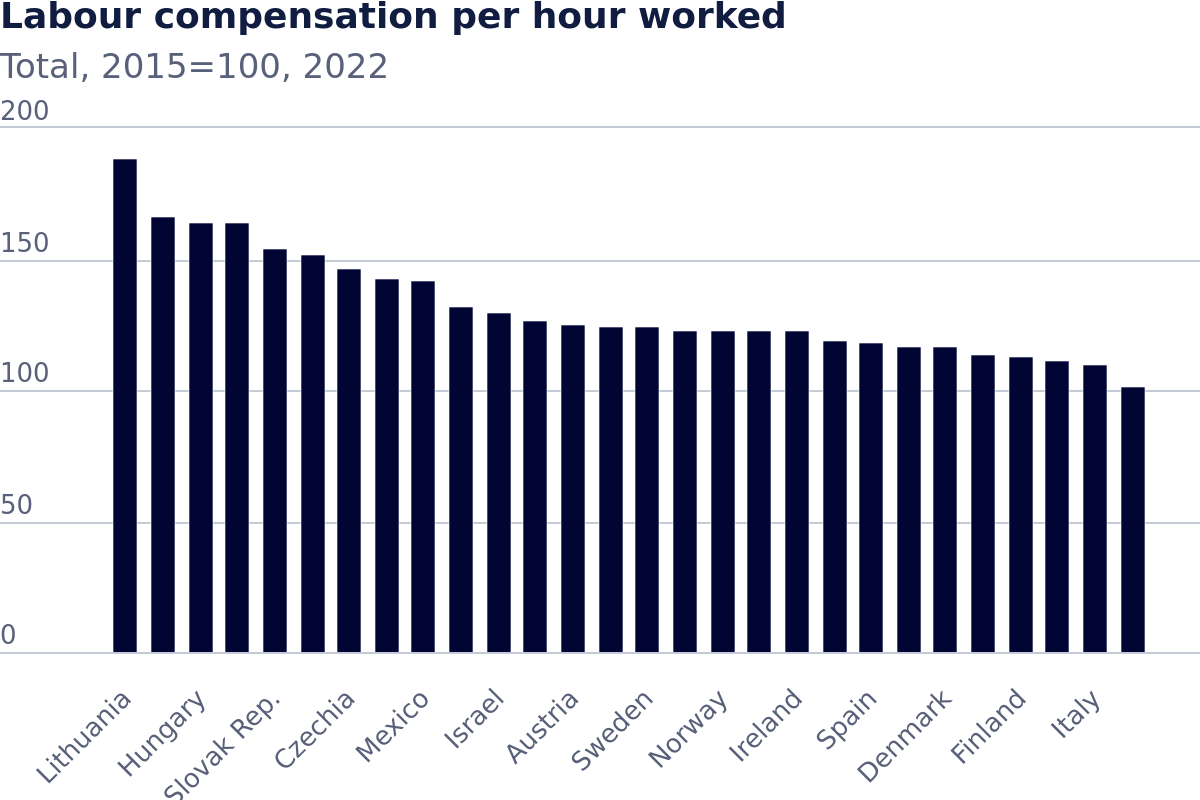 Labour compensation per hour worked
Total, 2015=100, 2022
200
150
100
50
0
Lithuania
Hungary
Slovak Rep.
Czechia
Mexico
Israel
Austria
Sweden
Norway
Ireland
Spain
Denmark
Finland
Italy